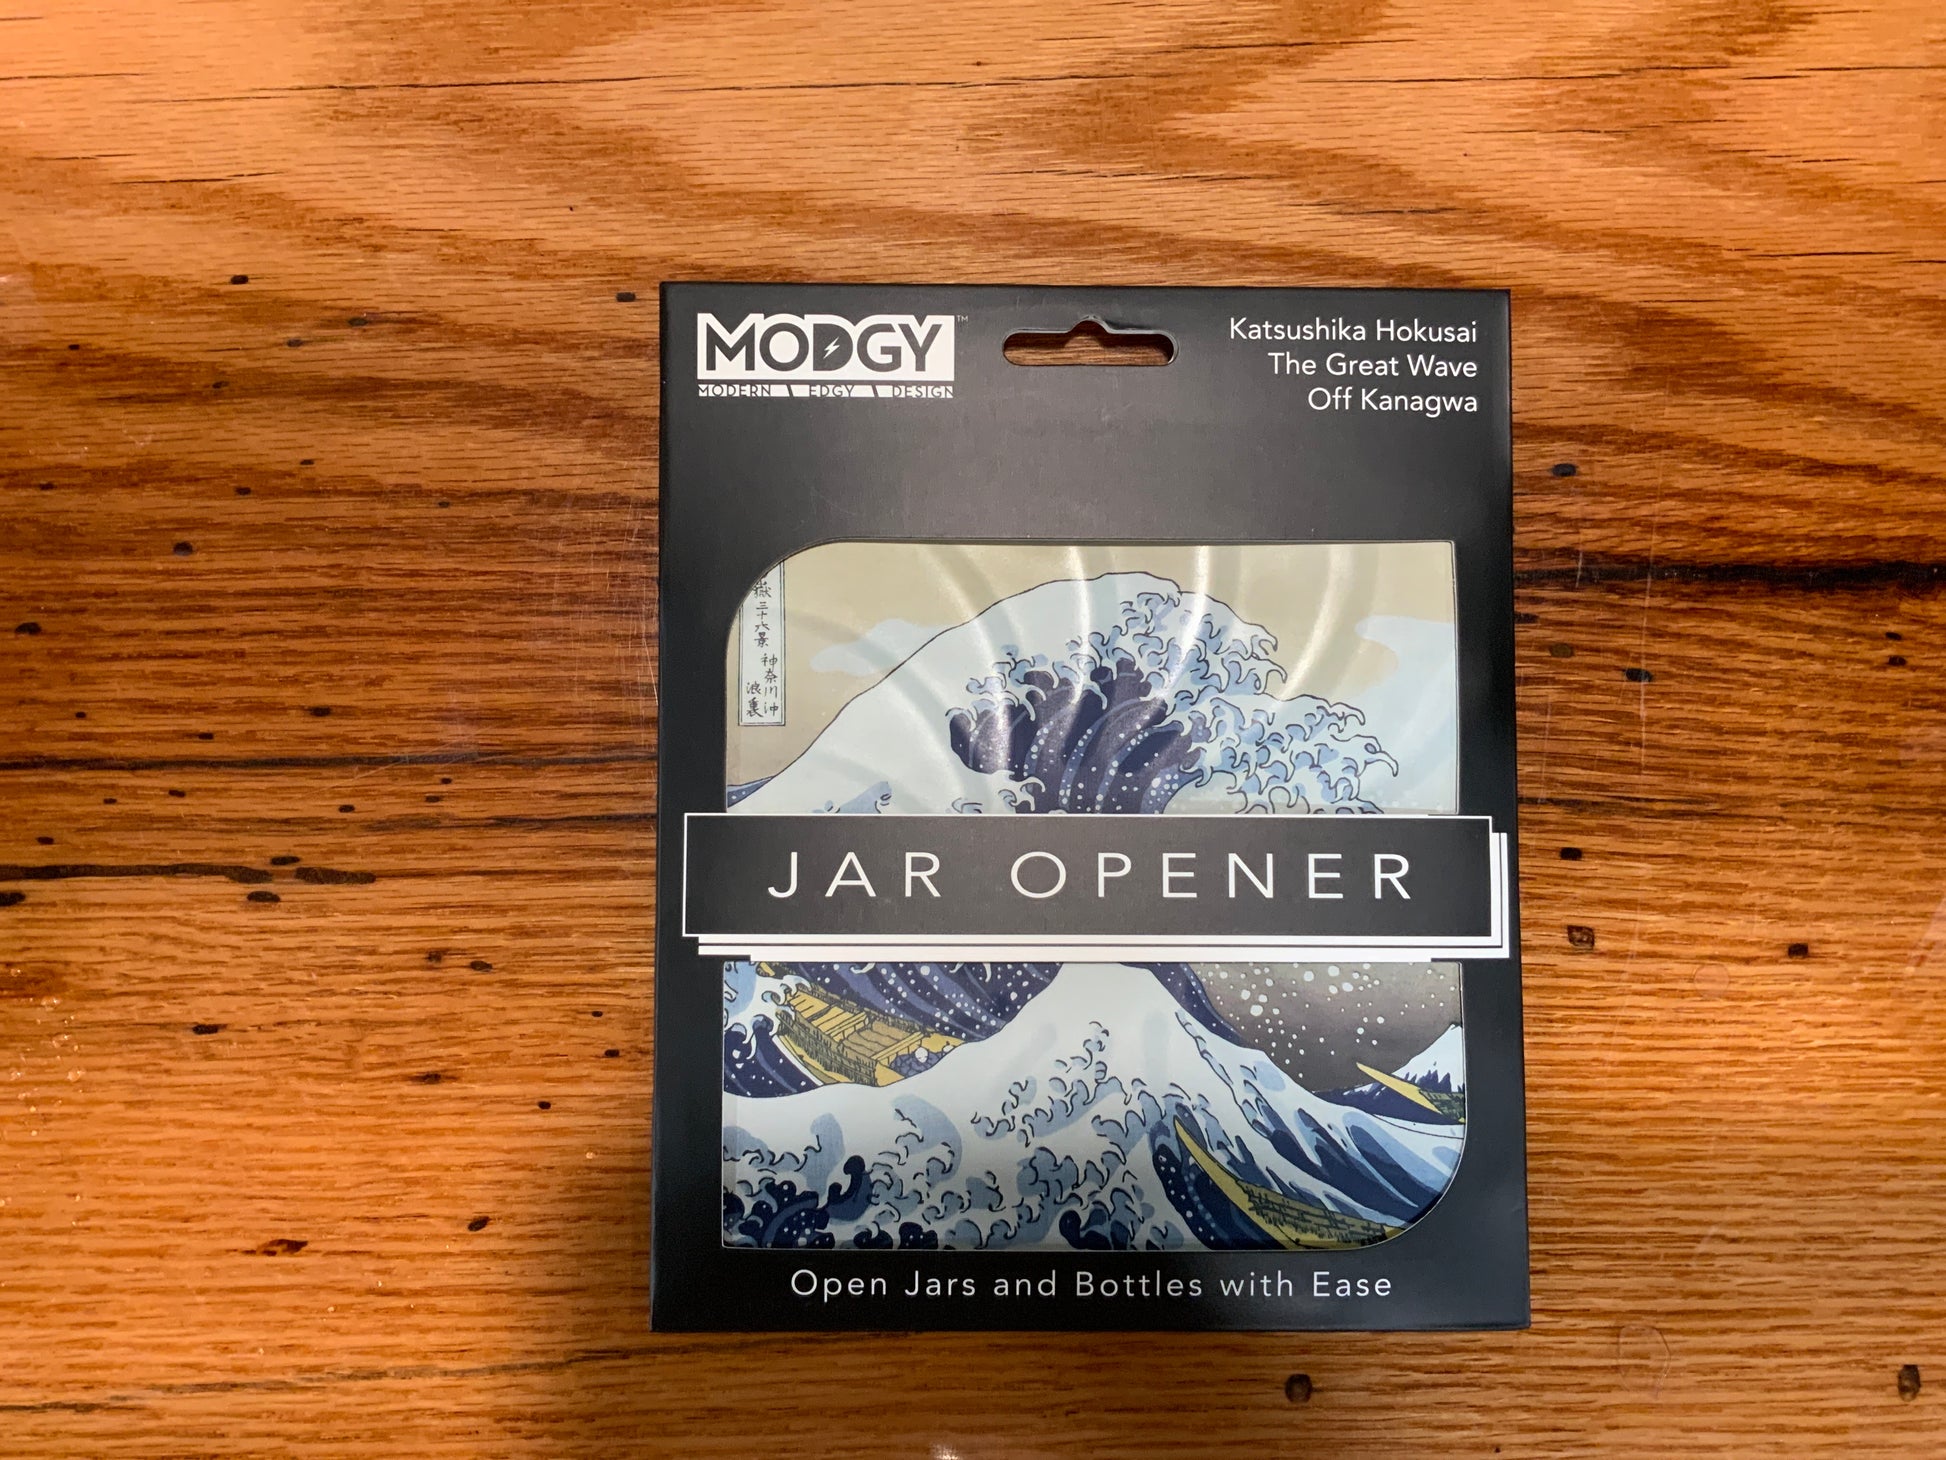 MODGY™
MODERN \ EDGY \ DESIGN
Katsushika Hokusai
The Great Wave
Off Kanagwa
嶽三十六景
神奈川沖
浪裏
JAR OPENER
Open Jars and Bottles with Ease